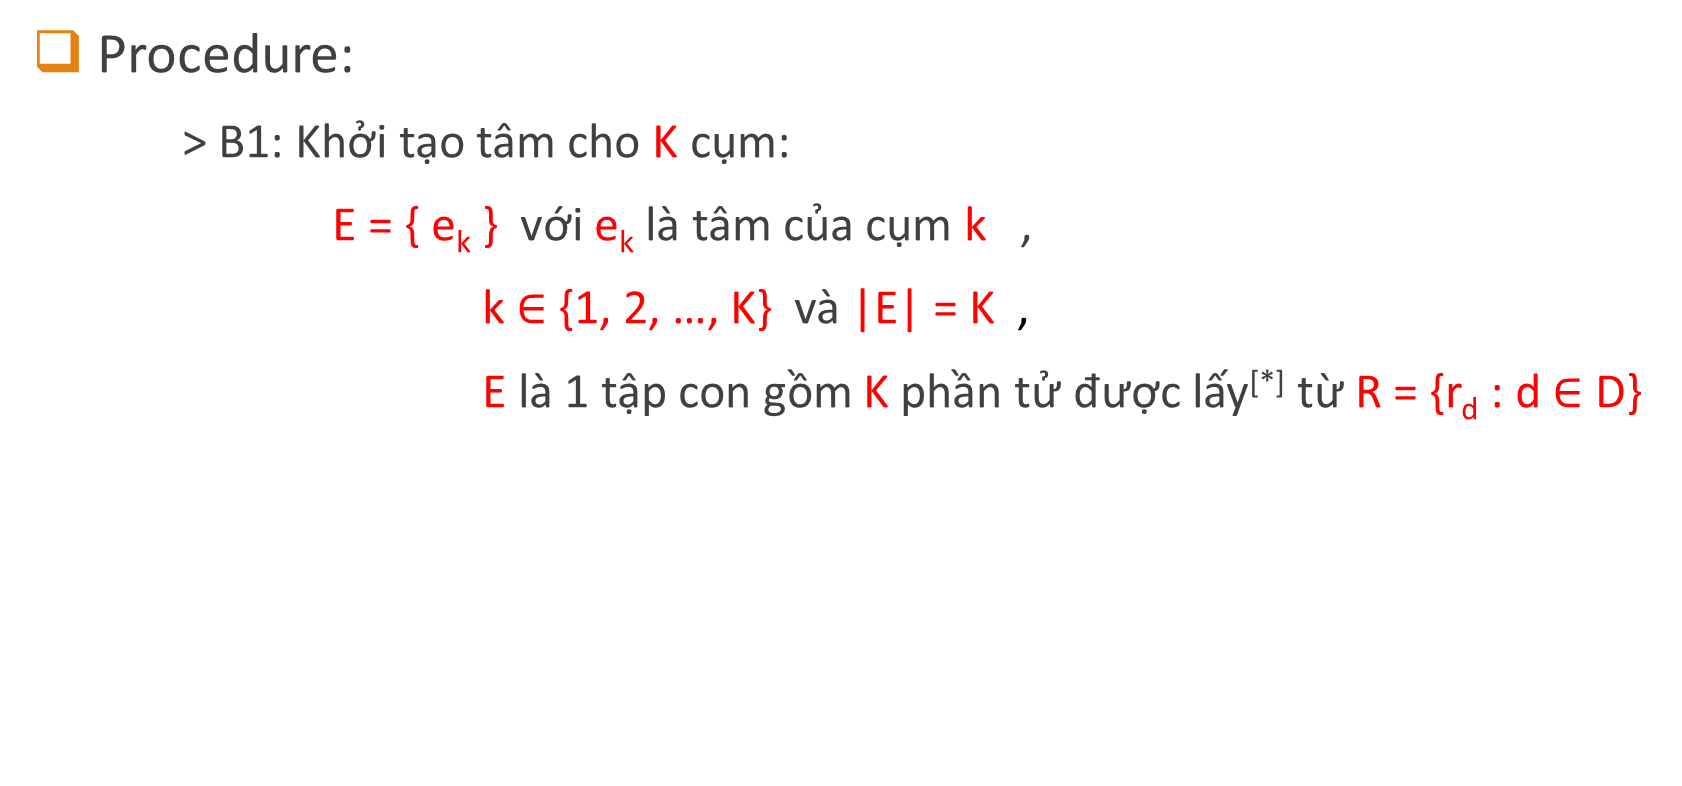 Procedure:
> B1: Khởi tạo tâm cho K cụm:
E = { eₖ } với eₖ là tâm của cụm k ,
k ∈ {1, 2, …, K} và |E| = K ,
E là 1 tập con gồm K phần tử được lấy[*] từ R = {r_d : d ∈ D}